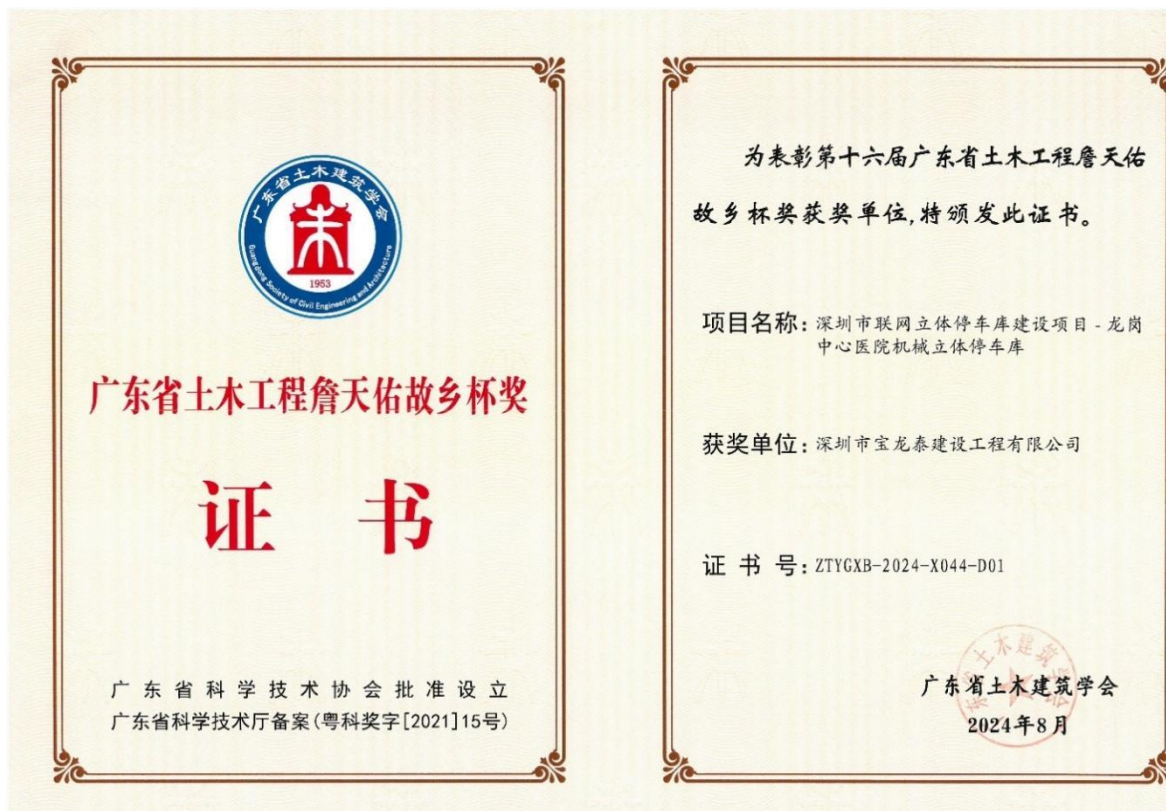 广东省土木建筑学会
1953
Guangdong Society of Civil Engineering and Architecture
广东省土木工程詹天佑故乡杯奖
证 书
广东省科学技术协会批准设立
广东省科学技术厅备案(粤科奖字[2021]15号)
为表彰第十六届广东省土木工程詹天佑
故乡杯奖获奖单位,特颁发此证书。
项目名称:深圳市联网立体停车库建设项目-龙岗
中心医院机械立体停车库
获奖单位:深圳市宝龙泰建设工程有限公司
证 书 号:ZTYGXB-2024-X044-D01
东省土木建筑学会
广东省土木建筑学会
2024年8月